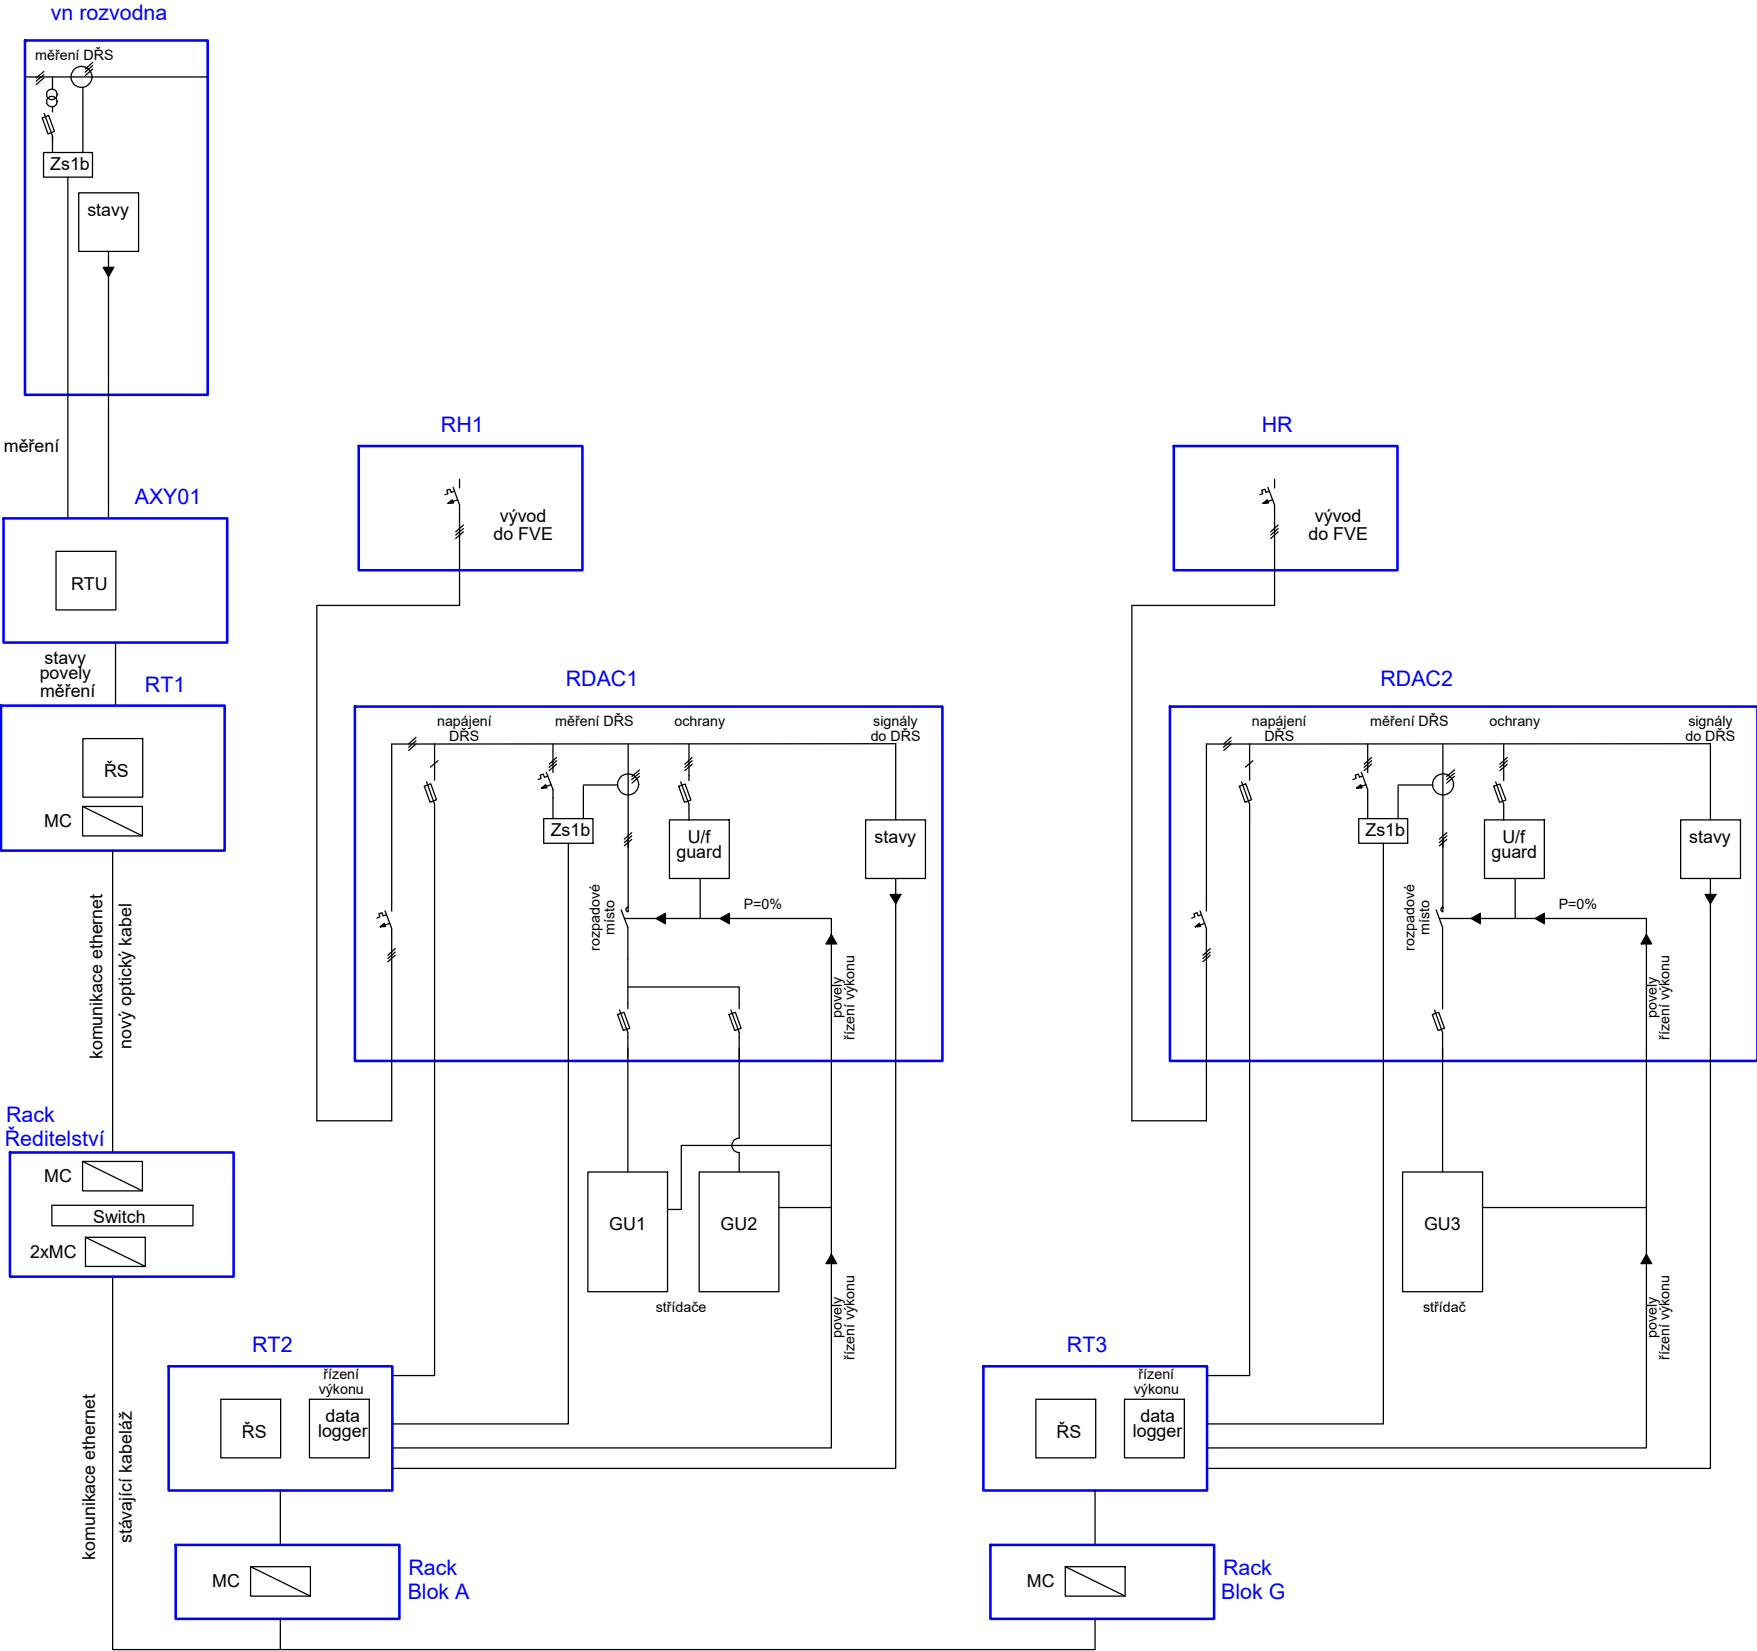 vn rozvodna
měření DŘS
Zs1b
stavy
měření
AXY01
RTU
stavy
povely
měření
RT1
ŘS
MC
komunikace ethernet
nový optický kabel
Rack
Ředitelství
MC
Switch
2xMC
komunikace ethernet
stávající kabeláž
RH1
vývod
do FVE
RDAC1
napájení
DŘS
měření DŘS
ochrany
signály
do DŘS
Zs1b
U/f
guard
stavy
rozpadové
místo
P=0%
povely
řízení výkonu
GU1
GU2
střídače
povely
řízení výkonu
RT2
řízení
výkonu
ŘS
data
logger
MC
Rack
Blok A
HR
vývod
do FVE
RDAC2
napájení
DŘS
měření DŘS
ochrany
signály
do DŘS
Zs1b
U/f
guard
stavy
rozpadové
místo
P=0%
povely
řízení výkonu
GU3
střídač
povely
řízení výkonu
RT3
řízení
výkonu
ŘS
data
logger
MC
Rack
Blok G